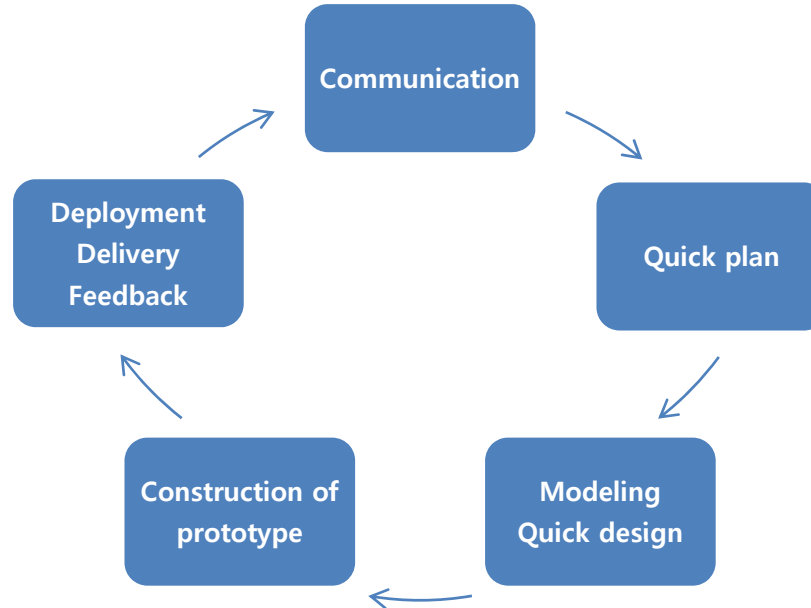 Communication
Quick plan
Modeling
Quick design
Construction of
prototype
Deployment
Delivery
Feedback